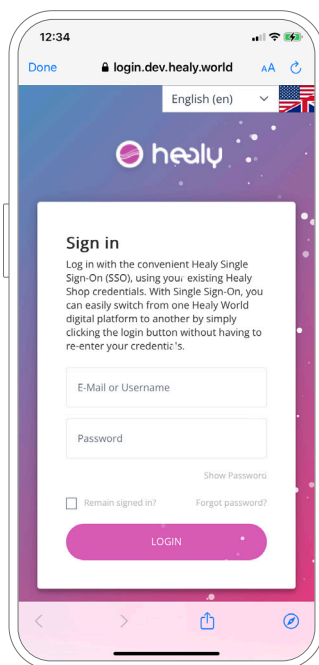 12:34
Done login.dev.healy.world AA
English (en)
healy
Sign in
Log in with the convenient Healy Single
Sign-On (SSO), using your existing Healy
Shop credentials. With Single Sign-On, you
can easily switch from one Healy World
digital platform to another by simply
clicking the login button without having to
re-enter your credentials.
E-Mail or Username
Password
Show Password
Remain signed in? Forgot password?
LOGIN